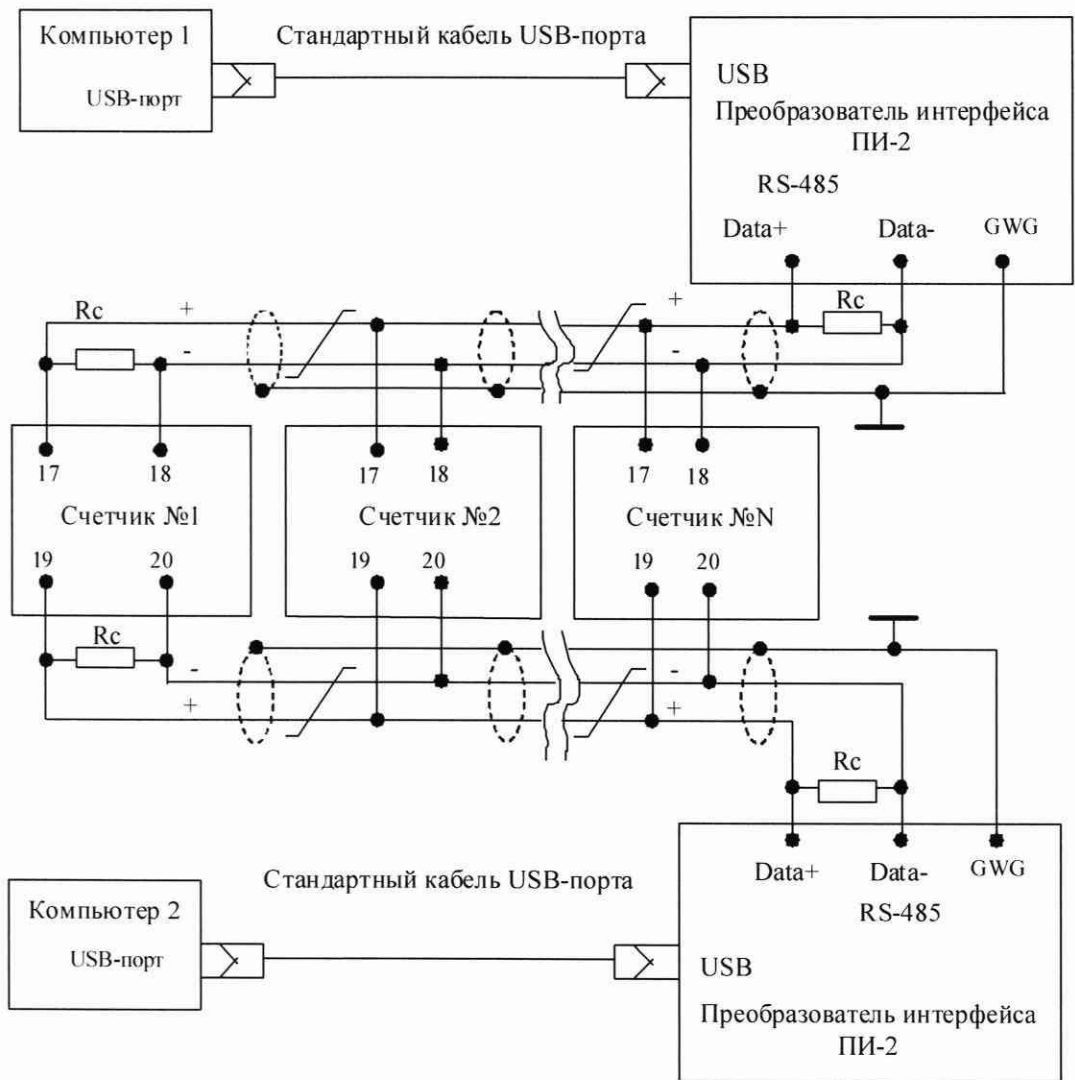 Компьютер 1
USB-порт
Стандартный кабель USB-порта
USB
Преобразователь интерфейса
ПИ-2
RS-485
Data+ Data- GWG
Rc + + Rc
- -
17 18 17 18 17 18
Счетчик №1 Счетчик №2 Счетчик №N
19 20 19 20 19 20
Rc - -
+ +
Rc
Data+ Data- GWG
RS-485
Стандартный кабель USB-порта
Компьютер 2
USB-порт
USB
Преобразователь интерфейса
ПИ-2